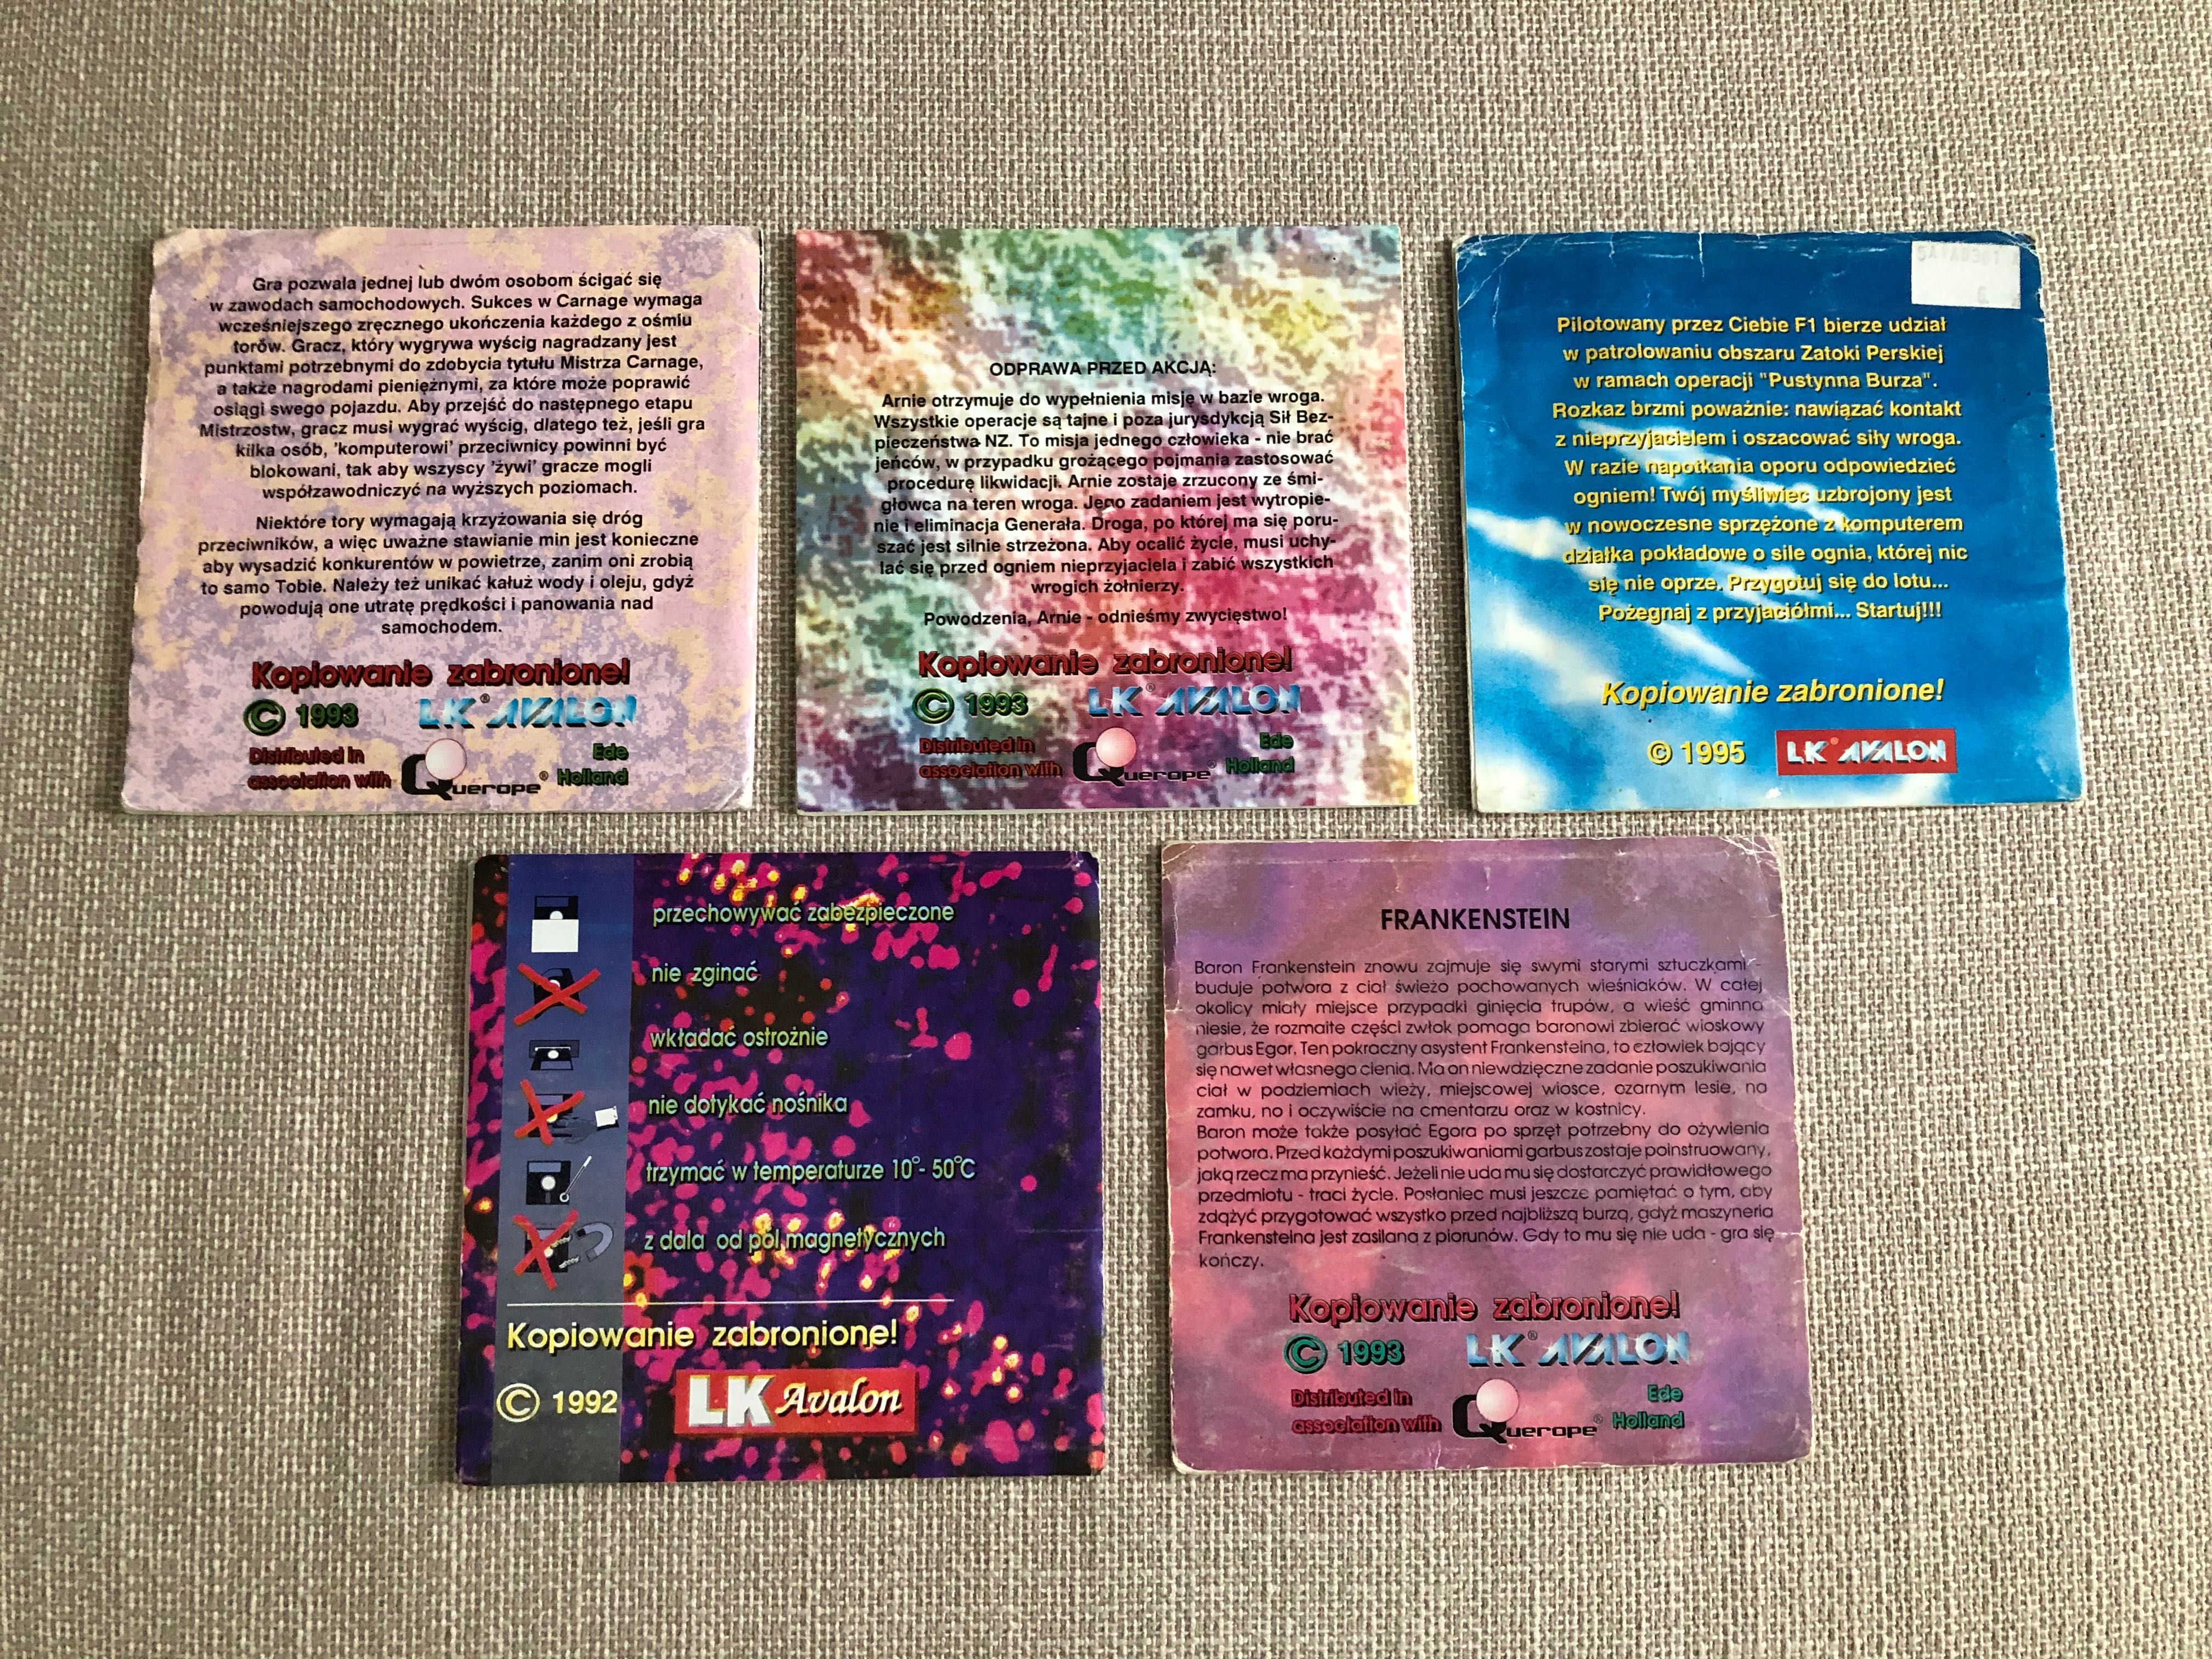 Gra pozwala jednej lub dwóm osobom ścigać się
w zawodach samochodowych. Sukces w Carnage wymaga
wcześniejszego zręcznego ukończenia każdego z ośmiu
torów. Gracz, który wygrywa wyścig nagradzany jest
punktami potrzebnymi do zdobycia tytułu Mistrza Carnage,
a także nagrodami pieniężnymi, za które może poprawić
osiągi swego pojazdu. Aby przejść do następnego etapu
Mistrzostw, gracz musi wygrać wyścig, dlatego też, jeśli gra
kilka osób, 'komputerowi' przeciwnicy powinni być
blokowani, tak aby wszyscy 'żywi' gracze mogli
współzawodniczyć na wyższych poziomach.
Niektóre tory wymagają krzyżowania się dróg
przeciwników, a więc uważne stawianie min jest konieczne
aby wysadzić konkurentów w powietrze, zanim oni zrobią
to samo Tobie. Należy też unikać kałuż wody i oleju, gdyż
powodują one utratę prędkości i panowania nad
samochodem.
Kopiowanie zabronione!
© 1993 LK® AVALON
Distributed in
association with Querope® Ede Holland
ODPRAWA PRZED AKCJĄ:
Arnie otrzymuje do wypełnienia misję w bazie wroga.
Wszystkie operacje są tajne i poza jurysdykcją Sił Bez-
pieczeństwa NZ. To misja jednego człowieka - nie brać
jeńców, w przypadku grożącego pojmania zastosować
procedurę likwidacji. Arnie zostaje zrzucony ze śmi-
głowca na teren wroga. Jego zadaniem jest wytropie-
nie i eliminacja Generała. Droga, po której ma się poru-
szać jest silnie strzeżona. Aby ocalić życie, musi uchy-
lać się przed ogniem nieprzyjaciela i zabić wszystkich
wrogich żołnierzy.
Powodzenia, Arnie - odnieśmy zwycięstwo!
Kopiowanie zabronione!
© 1993 LK® AVALON
Distributed in
association with Querope® Ede Holland
Pilotowany przez Ciebie F1 bierze udział
w patrolowaniu obszaru Zatoki Perskiej
w ramach operacji "Pustynna Burza".
Rozkaz brzmi poważnie: nawiązać kontakt
z nieprzyjacielem i oszacować siły wroga.
W razie napotkania oporu odpowiedzieć
ogniem! Twój myśliwiec uzbrojony jest
w nowoczesne sprzężone z komputerem
działka pokładowe o sile ognia, której nic
się nie oprze. Przygotuj się do lotu...
Pożegnaj z przyjaciółmi... Startuj!!!
Kopiowanie zabronione!
© 1995 LK® AVALON
przechowywać zabezpieczone
nie zginać
wkładać ostrożnie
nie dotykać nośnika
trzymać w temperaturze 10°- 50°C
z dala od pól magnetycznych
Kopiowanie zabronione!
© 1992 LK Avalon
FRANKENSTEIN
Baron Frankenstein znowu zajmuje się swymi starymi sztuczkami -
buduje potwora z ciał świeżo pochowanych wieśniaków. W całej
okolicy miały miejsce przypadki ginięcia trupów, a wieść gminna
niesie, że rozmaite części zwłok pomaga baronowi zbierać wioskowy
garbus Egor. Ten pokraczny asystent Frankensteina, to człowiek bojący
się nawet własnego cienia. Ma on niewdzięczne zadanie poszukiwania
ciał w podziemiach wieży, miejscowej wiosce, ozarnym lesie, na
zamku, no i oczywiście na cmentarzu oraz w kostnicy.
Baron może także posyłać Egora po sprzęt potrzebny do ożywienia
potwora. Przed każdymi poszukiwaniami garbus zostaje poinstruowany,
jaką rzecz ma przynieść. Jeżeli nie uda mu się dostarczyć prawidłowego
przedmiotu - traci życie. Posłaniec musi jeszcze pamiętać o tym, aby
zdążyć przygotować wszystko przed najbliższą burzą, gdyż maszyneria
Frankensteina jest zasilana z piorunów. Gdy to mu się nie uda - gra się
kończy.
Kopiowanie zabronione!
© 1993 LK® AVALON
Distributed in
association with Querope® Ede Holland